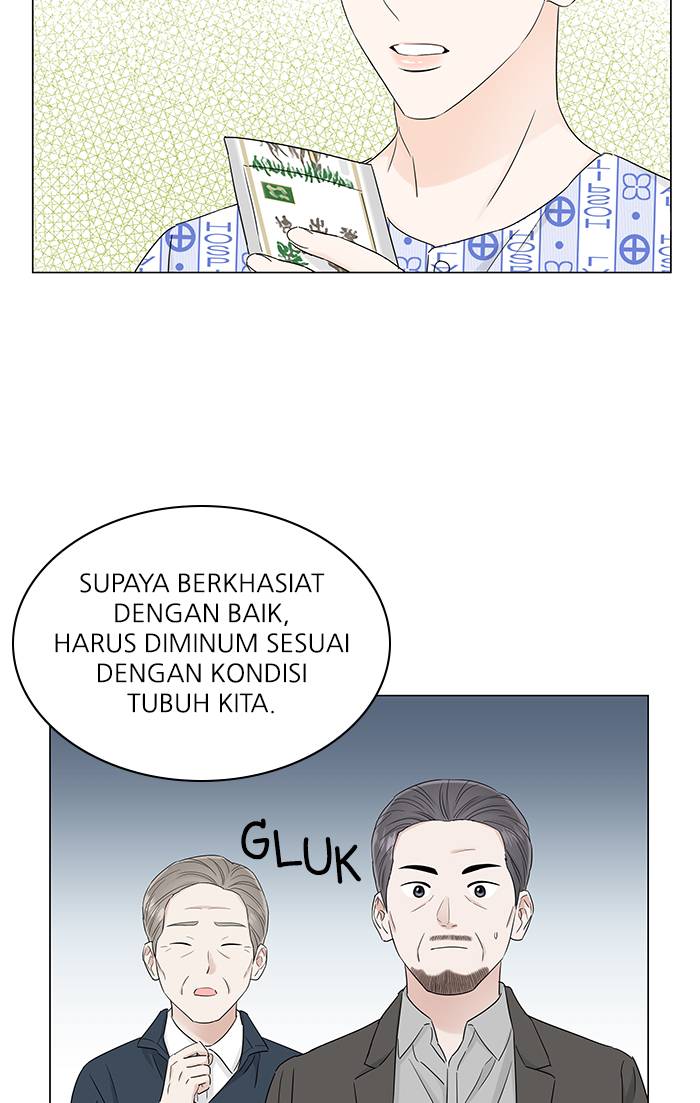 SUPAYA BERKHASIAT
DENGAN BAIK,
HARUS DIMINUM SESUAI
DENGAN KONDISI
TUBUH KITA.
GLUK